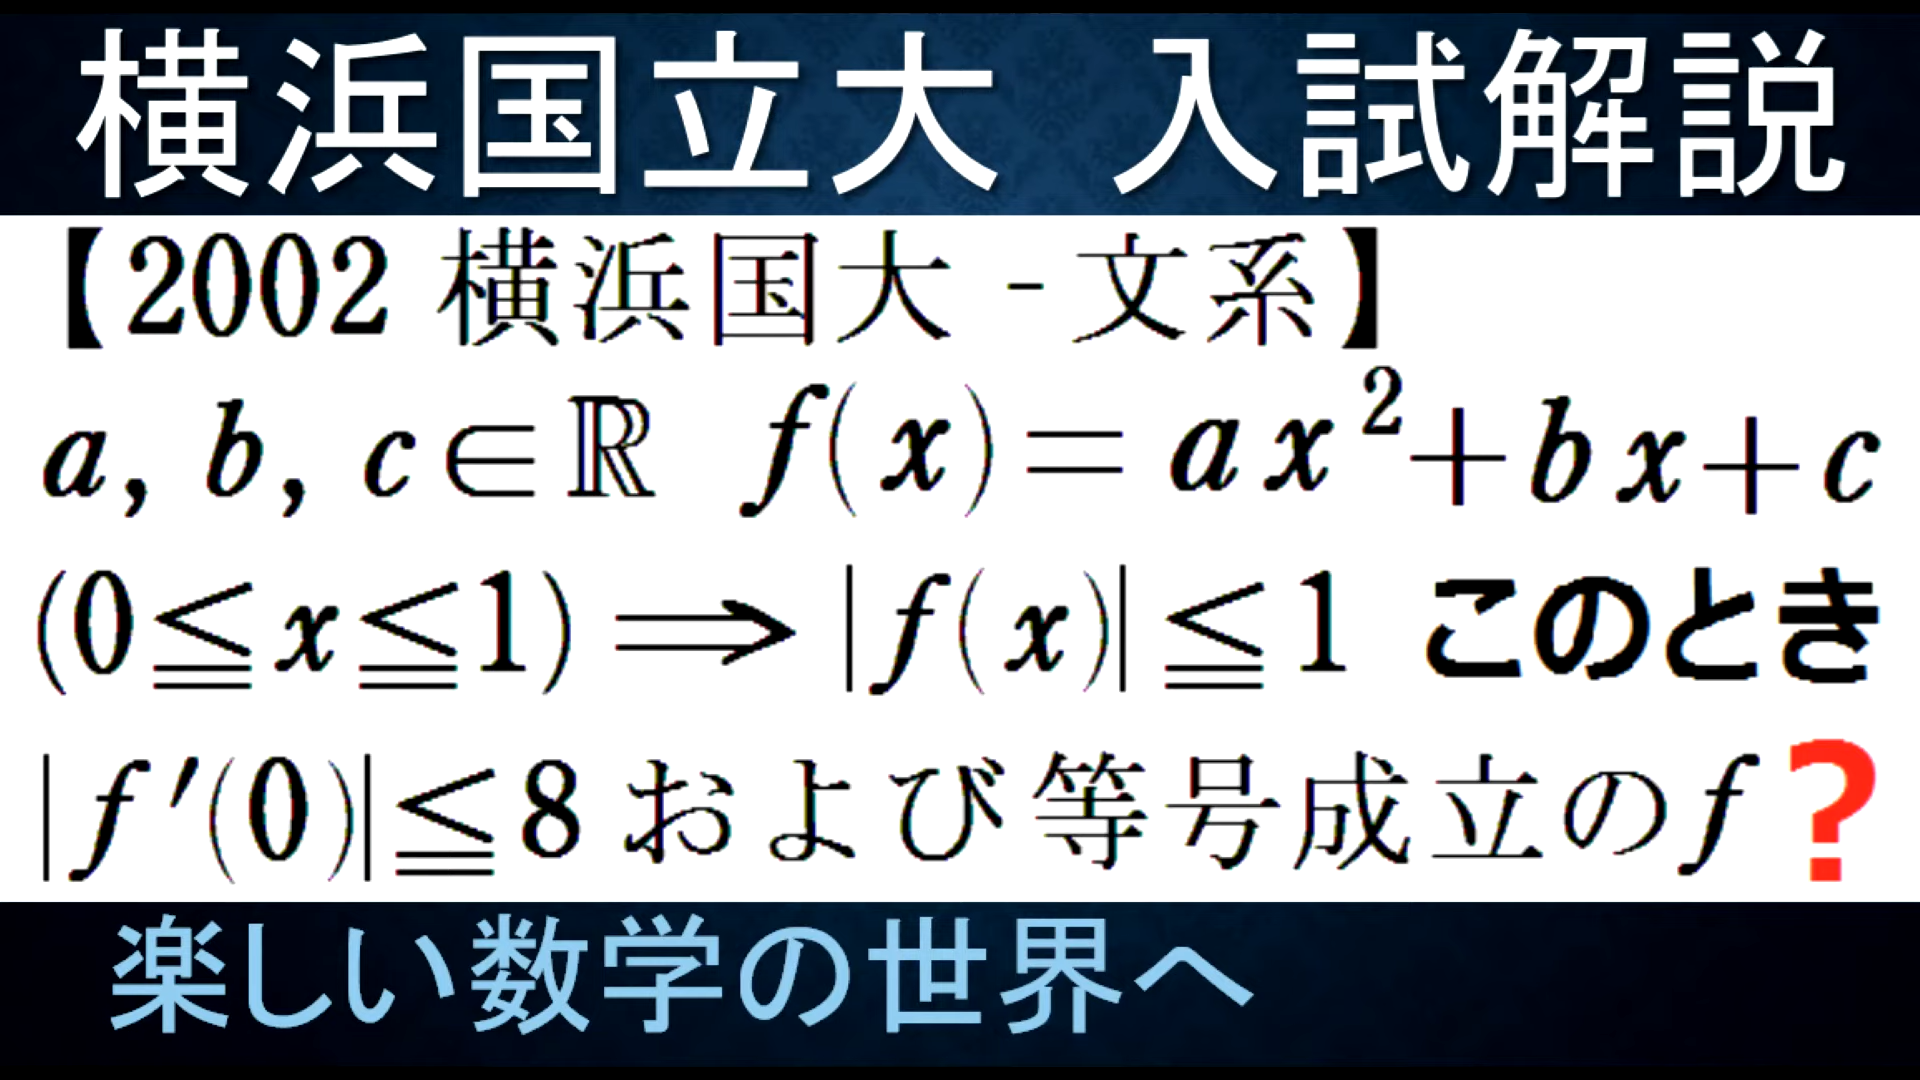 横浜国立大 入試解説
【2002 横浜国大 - 文系】
a, b, c∈ℝ f(x)=ax²+bx+c
(0≦x≦1)⟹|f(x)|≦1 このとき
|f′(0)|≦8 および等号成立のf?
楽しい数学の世界へ